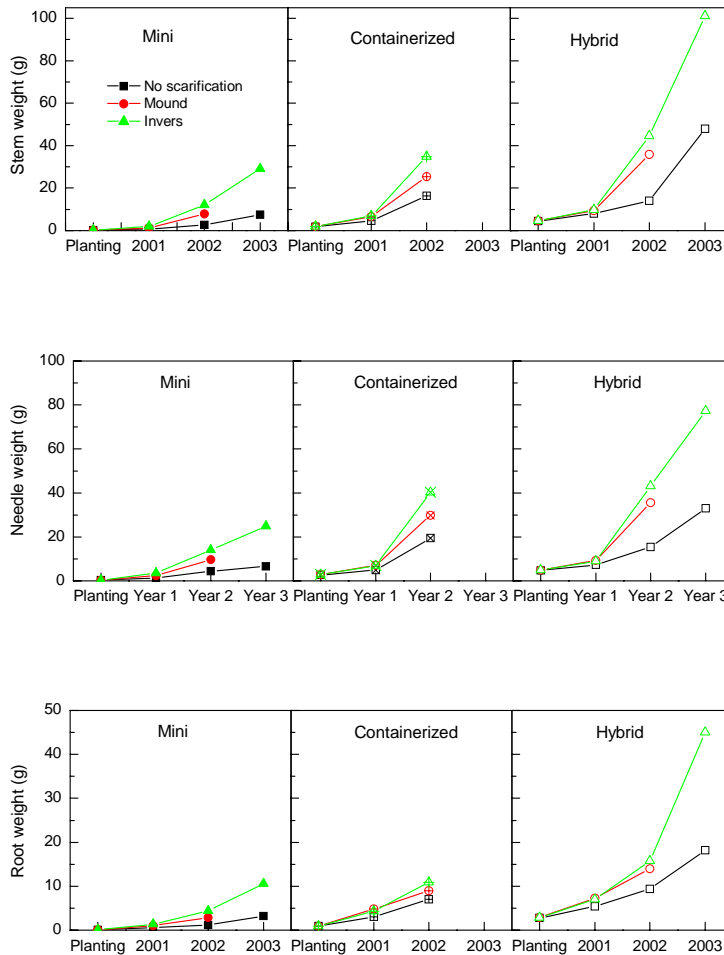 Mini
Containerized
Hybrid
No scarification
Mound
Invers
Stem weight (g)
100
80
60
40
20
0
Planting 2001 2002 2003 Planting 2001 2002 2003 Planting 2001 2002 2003
Mini
Containerized
Hybrid
Needle weight (g)
100
80
60
40
20
0
Planting Year 1 Year 2 Year 3 Planting Year 1 Year 2 Year 3 Planting Year 1 Year 2 Year 3
Mini
Containerized
Hybrid
Root weight (g)
50
40
30
20
10
0
Planting 2001 2002 2003 Planting 2001 2002 2003 Planting 2001 2002 2003